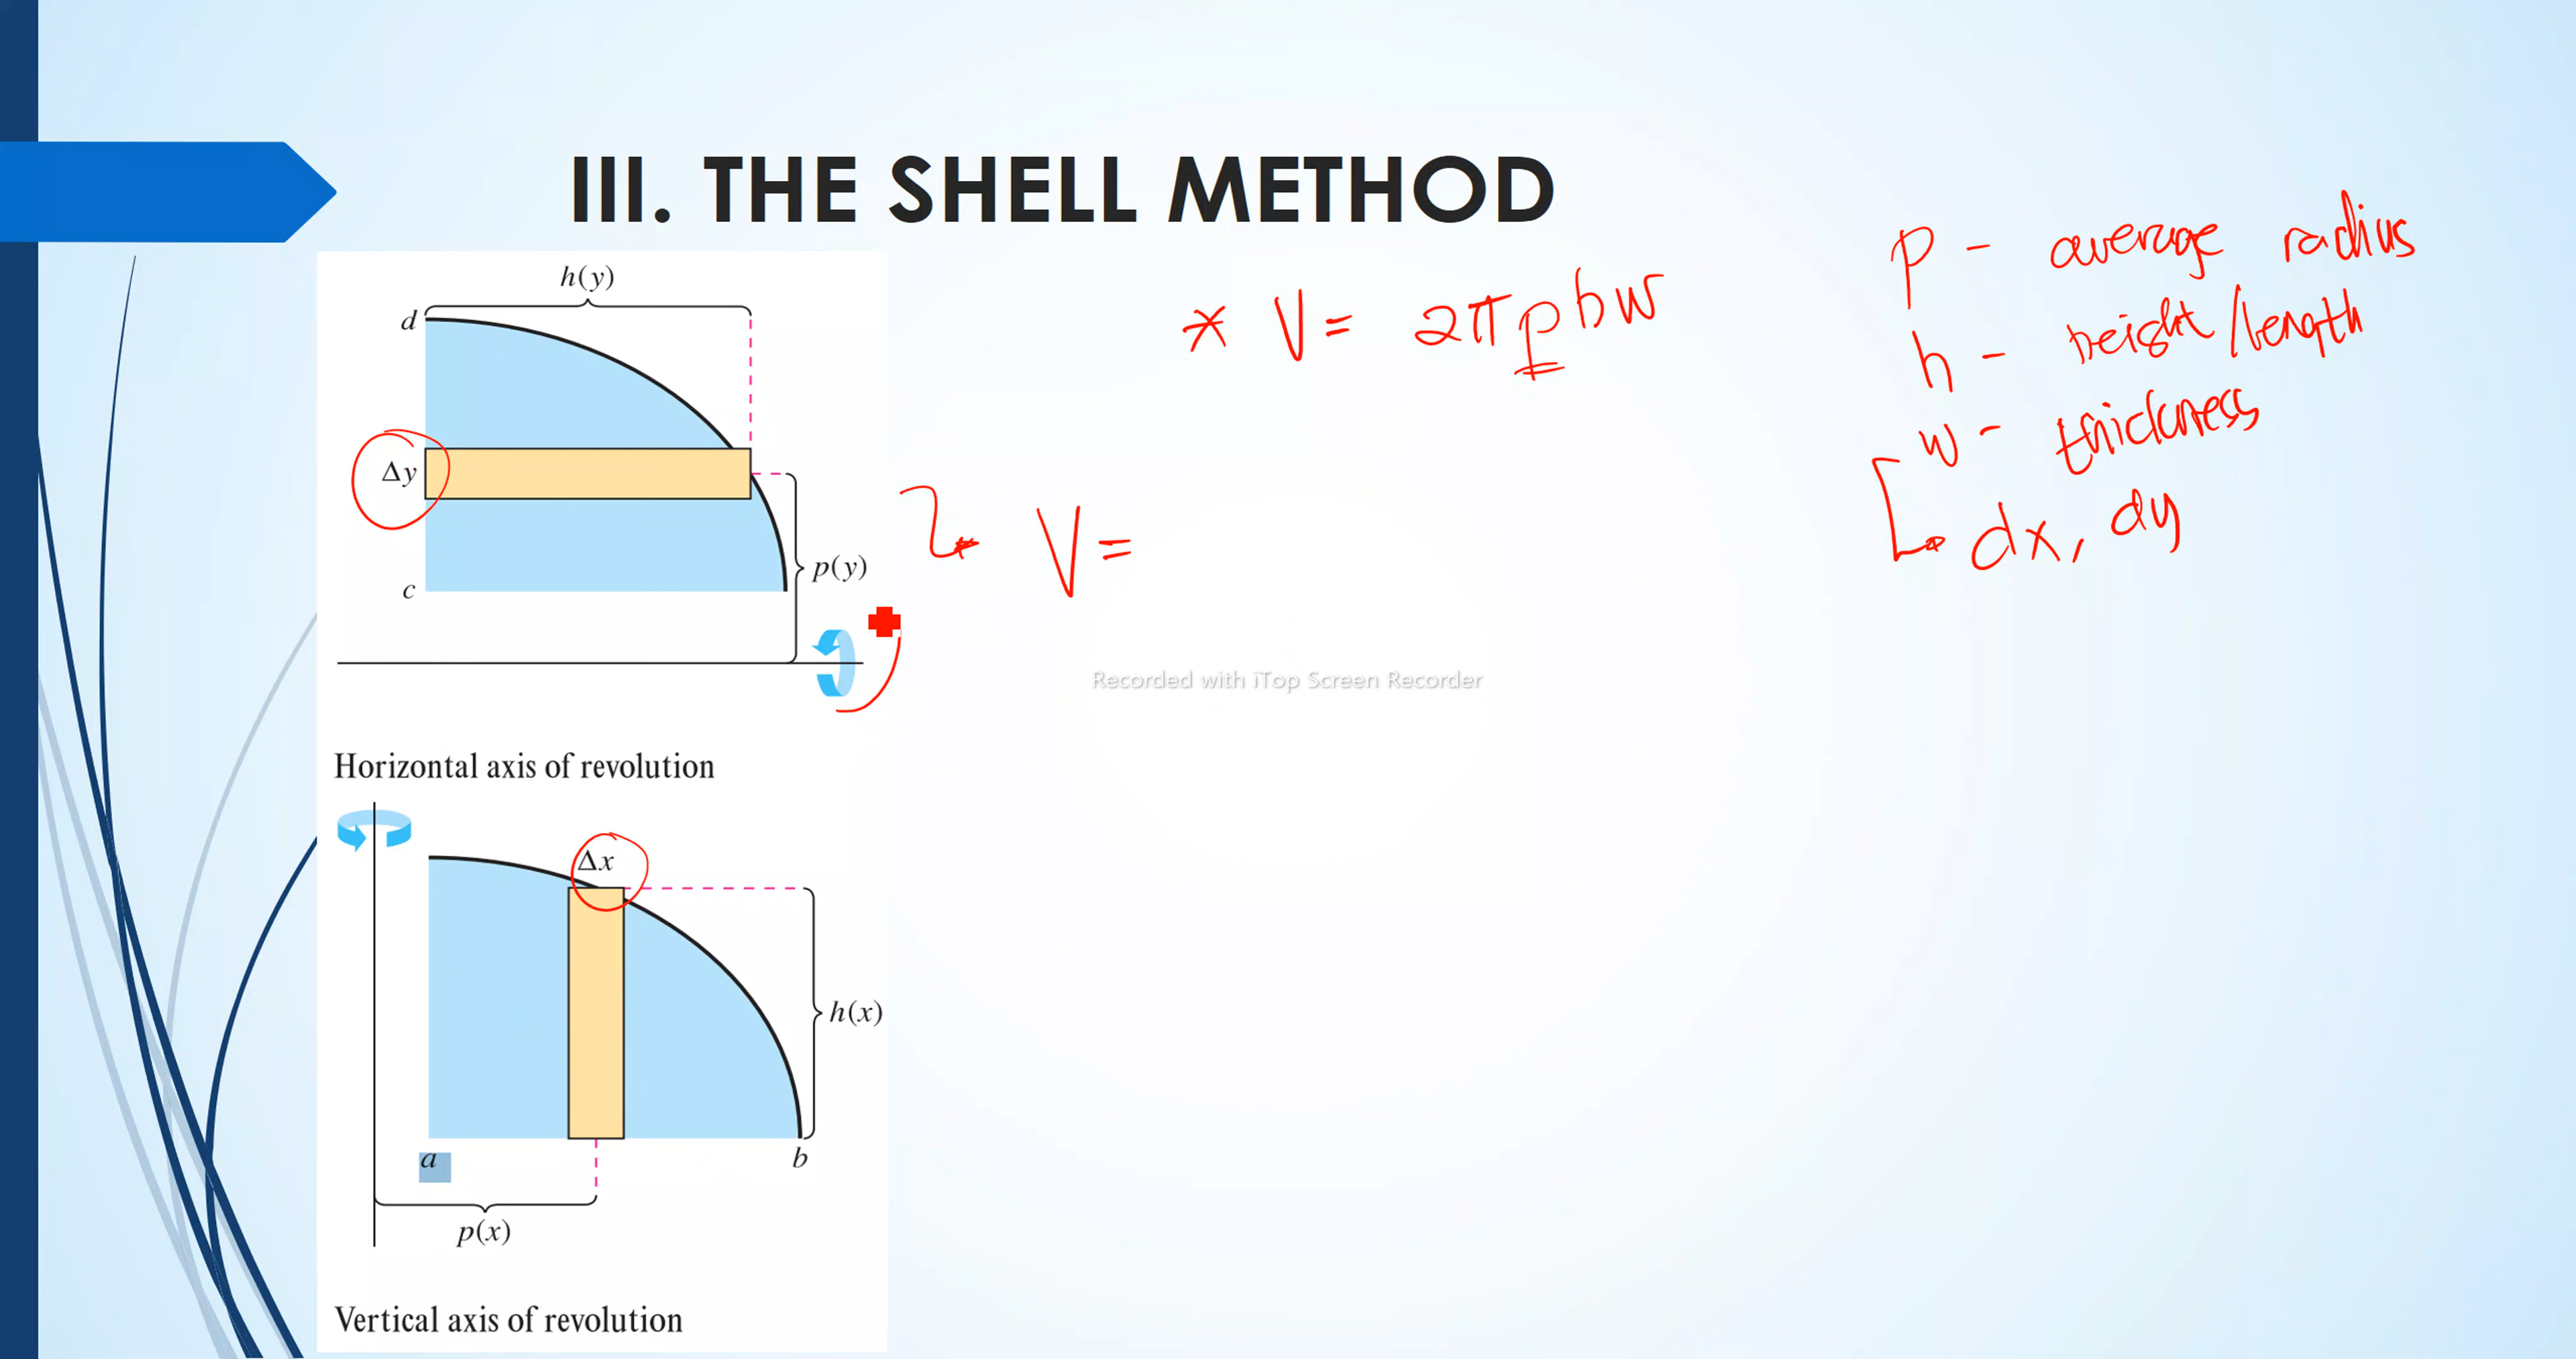 III. THE SHELL METHOD
h(y)
d
Δy
c
p(y)
Horizontal axis of revolution
Δx
h(x)
a
b
p(x)
Vertical axis of revolution
* V = 2πphw
V =
p - average radius
h - height/length
w - thickness
dx, dy
Recorded with iTop Screen Recorder